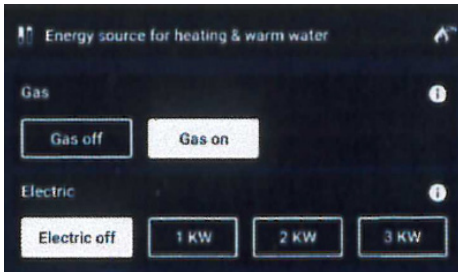 Energy source for heating & warm water
Gas
Gas off Gas on
Electric
Electric off 1 KW 2 KW 3 KW